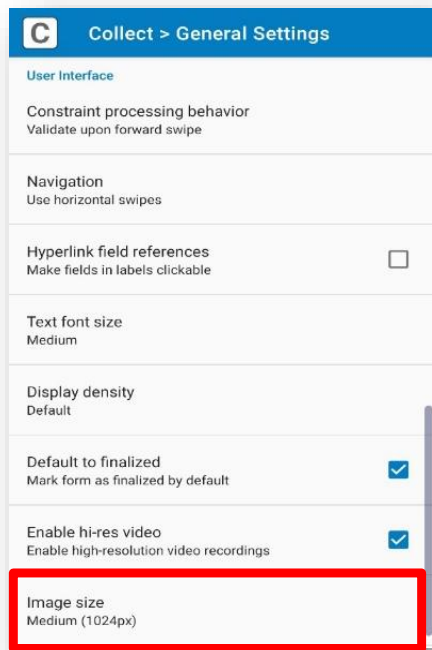 C Collect > General Settings
User Interface
Constraint processing behavior
Validate upon forward swipe
Navigation
Use horizontal swipes
Hyperlink field references
Make fields in labels clickable
Text font size
Medium
Display density
Default
Default to finalized
Mark form as finalized by default
Enable hi-res video
Enable high-resolution video recordings
Image size
Medium (1024px)